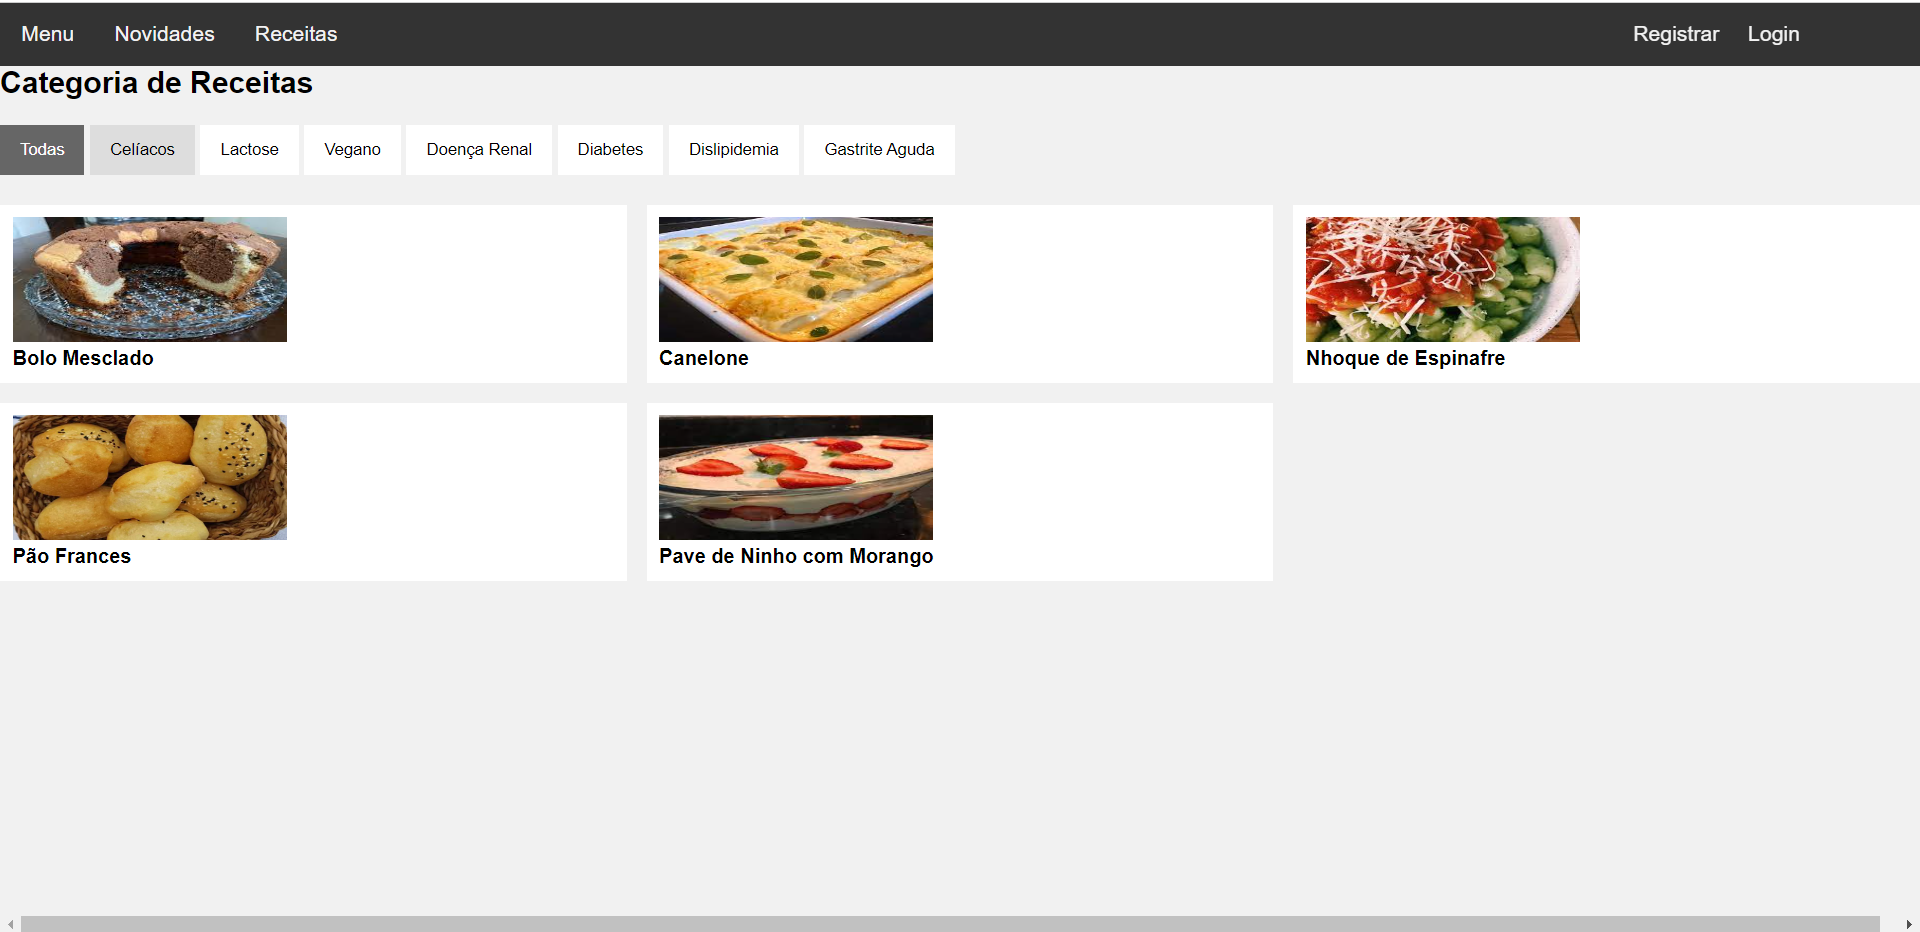 Menu Novidades Receitas Registrar Login
Categoria de Receitas
Todas Celíacos Lactose Vegano Doença Renal Diabetes Dislipidemia Gastrite Aguda
Bolo Mesclado Canelone Nhoque de Espinafre
Pão Frances Pave de Ninho com Morango